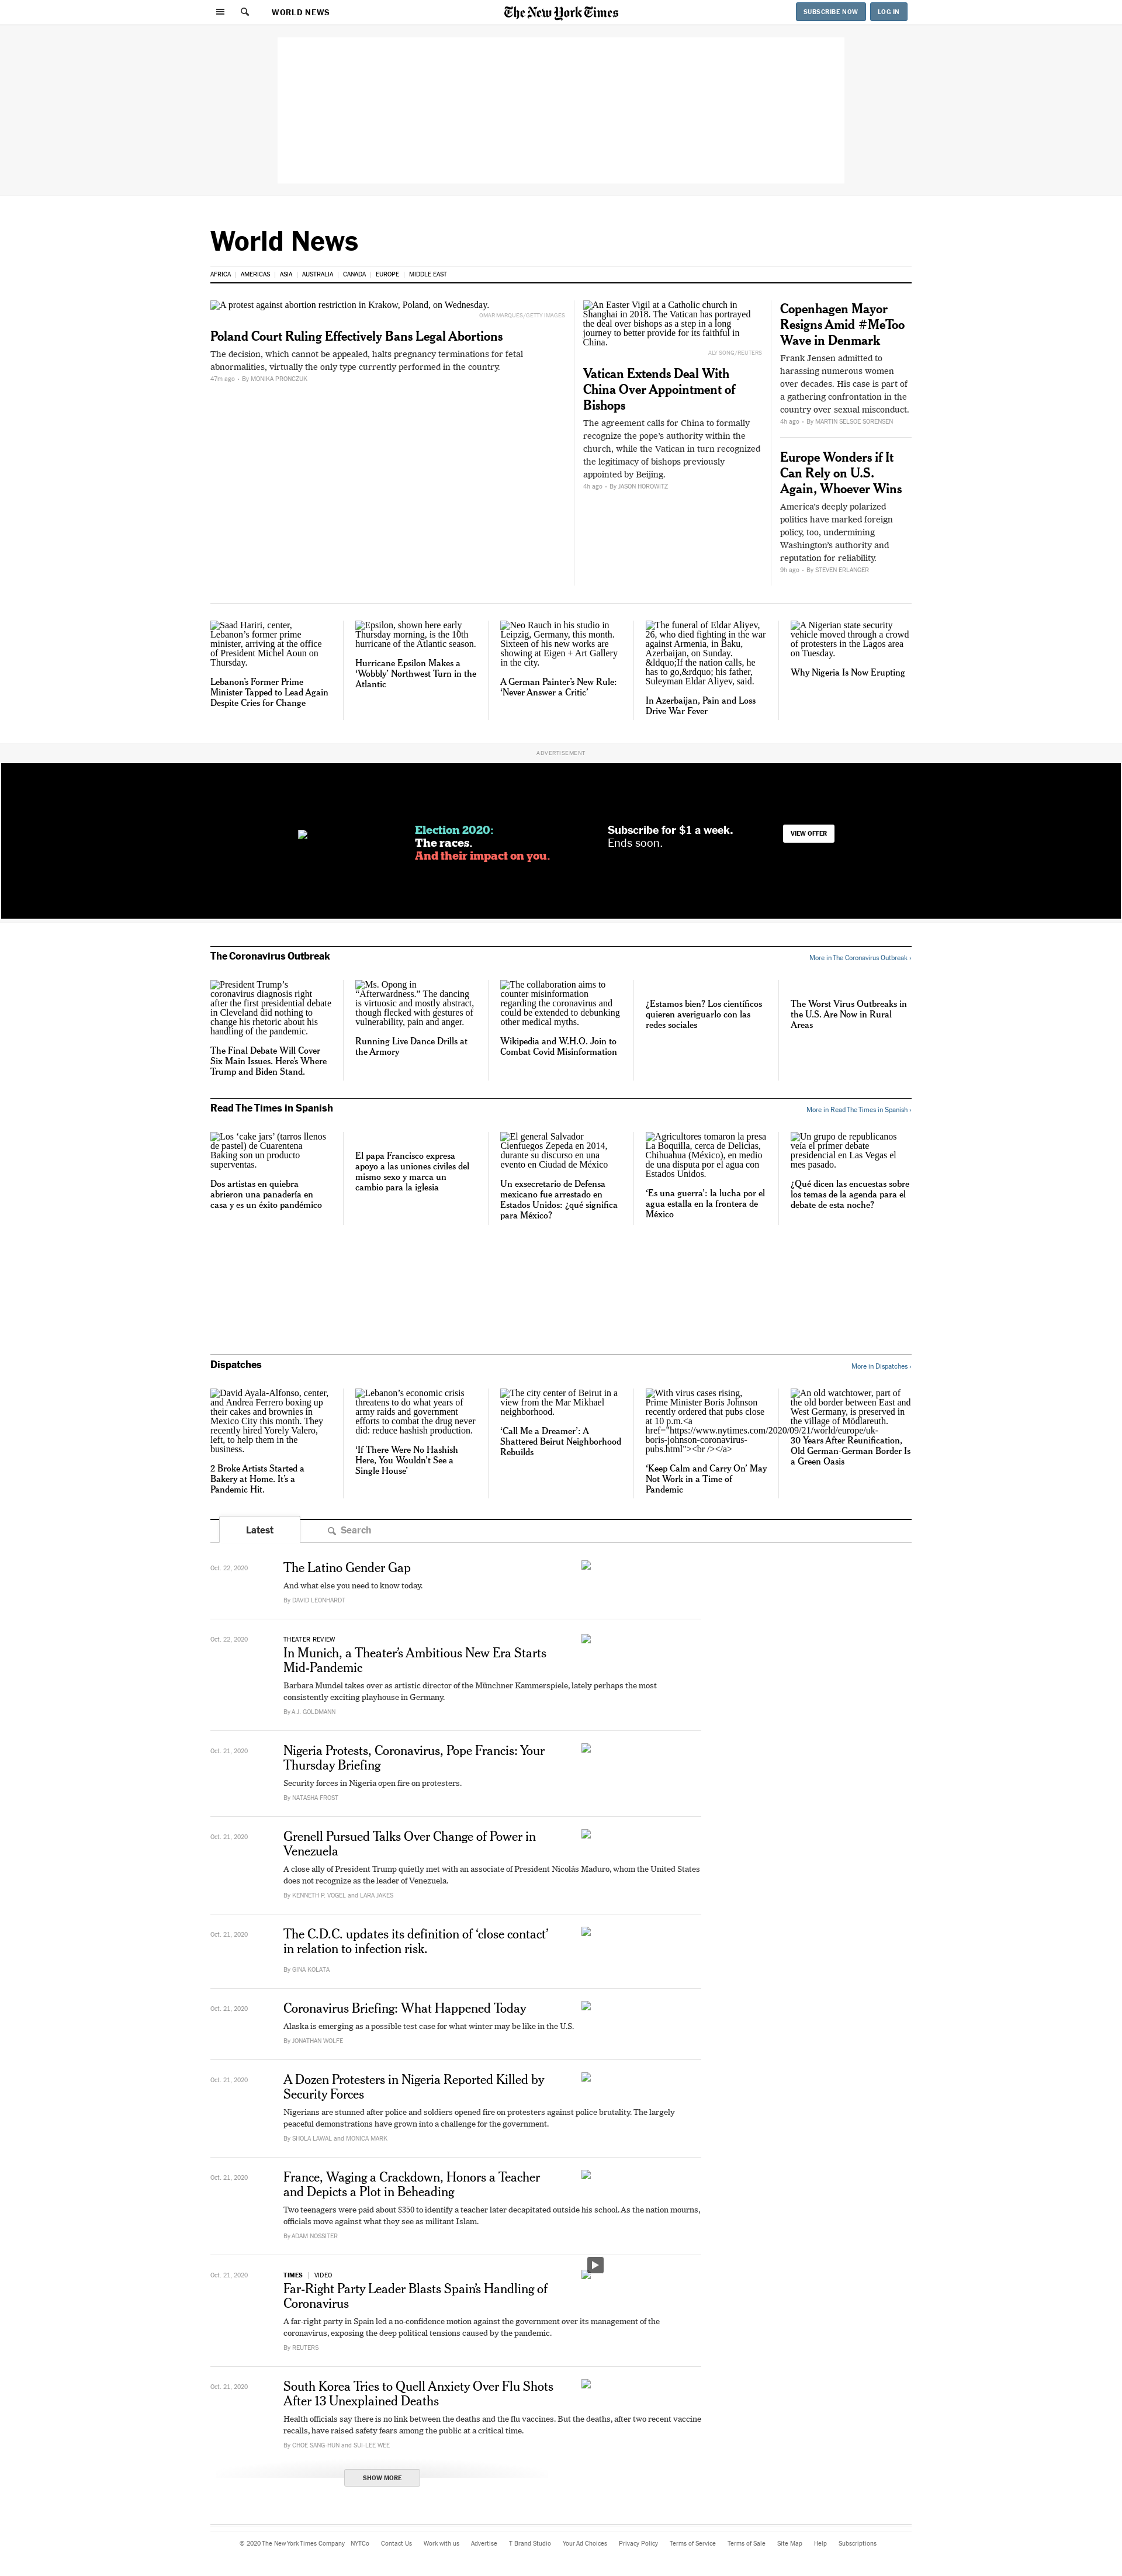 WORLD NEWS
The New York Times
SUBSCRIBE NOW
LOG IN
World News
AFRICA | AMERICAS | ASIA | AUSTRALIA | CANADA | EUROPE | MIDDLE EAST
A protest against abortion restriction in Krakow, Poland, on Wednesday.
OMAR MARQUES/GETTY IMAGES
Poland Court Ruling Effectively Bans Legal Abortions
The decision, which cannot be appealed, halts pregnancy terminations for fetal
abnormalities, virtually the only type currently performed in the country.
47m ago - By MONIKA PRONCZUK
An Easter Vigil at a Catholic church in
Shanghai in 2018. The Vatican has portrayed
the deal over bishops as a step in a long
journey to better provide for its faithful in
China.
ALY SONG/REUTERS
Vatican Extends Deal With
China Over Appointment of
Bishops
The agreement calls for China to formally
recognize the pope's authority within the
church, while the Vatican in turn recognized
the legitimacy of bishops previously
appointed by Beijing.
4h ago - By JASON HOROWITZ
Copenhagen Mayor
Resigns Amid #MeToo
Wave in Denmark
Frank Jensen admitted to
harassing numerous women
over decades. His case is part of
a gathering confrontation in the
country over sexual misconduct.
4h ago - By MARTIN SELSOE SORENSEN
Europe Wonders if It
Can Rely on U.S.
Again, Whoever Wins
America's deeply polarized
politics have marked foreign
policy, too, undermining
Washington's authority and
reputation for reliability.
9h ago - By STEVEN ERLANGER
Saad Hariri, center,
Lebanon's former prime
minister, arriving at the office
of President Michel Aoun on
Thursday.
Lebanon's Former Prime
Minister Tapped to Lead Again
Despite Cries for Change
Epsilon, shown here early
Thursday morning, is the 10th
hurricane of the Atlantic season.
Hurricane Epsilon Makes a
'Wobbly' Northwest Turn in the
Atlantic
Neo Rauch in his studio in
Leipzig, Germany, this month.
Sixteen of his new works are
showing at Eigen + Art Gallery
in the city.
A German Painter's New Rule:
'Never Answer a Critic'
The funeral of Eldar Aliyev,
26, who died fighting in the war
against Armenia, in Baku,
Azerbaijan, on Sunday.
&ldquo;If the nation calls, he
has to go,&rdquo; his father,
Suleyman Eldar Aliyev, said.
In Azerbaijan, Pain and Loss
Drive War Fever
A Nigerian state security
vehicle moved through a crowd
of protesters in the Lagos area
on Tuesday.
Why Nigeria Is Now Erupting
ADVERTISEMENT
Election 2020:
The races.
And their impact on you.
Subscribe for $1 a week.
Ends soon.
VIEW OFFER
The Coronavirus Outbreak
More in The Coronavirus Outbreak ›
President Trump's
coronavirus diagnosis right
after the first presidential debate
in Cleveland did nothing to
change his rhetoric about his
handling of the pandemic.
The Final Debate Will Cover
Six Main Issues. Here's Where
Trump and Biden Stand.
Ms. Opong in
"Afterwardness." The dancing
is virtuosic and mostly abstract,
though flecked with gestures of
vulnerability, pain and anger.
Running Live Dance Drills at
the Armory
The collaboration aims to
counter misinformation
regarding the coronavirus and
could be extended to debunking
other medical myths.
Wikipedia and W.H.O. Join to
Combat Covid Misinformation
¿Estamos bien? Los científicos
quieren averiguarlo con las
redes sociales
The Worst Virus Outbreaks in
the U.S. Are Now in Rural
Areas
Read The Times in Spanish
More in Read The Times in Spanish ›
Los 'cake jars' (tarros llenos
de pastel) de Cuarentena
Baking son un producto
superventas.
Dos artistas en quiebra
abrieron una panadería en
casa y es un éxito pandémico
El papa Francisco expresa
apoyo a las uniones civiles del
mismo sexo y marca un
cambio para la iglesia
El general Salvador
Cienfuegos Zepeda en 2014,
durante su discurso en un
evento en Ciudad de México
Un exsecretario de Defensa
mexicano fue arrestado en
Estados Unidos: ¿qué significa
para México?
Agricultores tomaron la presa
La Boquilla, cerca de Delicias,
Chihuahua (México), en medio
de una disputa por el agua con
Estados Unidos.
'Es una guerra': la lucha por el
agua estalla en la frontera de
México
Un grupo de republicanos
veía el primer debate
presidencial en Las Vegas el
mes pasado.
¿Qué dicen las encuestas sobre
los temas de la agenda para el
debate de esta noche?
Dispatches
More in Dispatches ›
David Ayala-Alfonso, center,
and Andrea Ferrero boxing up
their cakes and brownies in
Mexico City this month. They
recently hired Yorely Valero,
left, to help them in the
business.
2 Broke Artists Started a
Bakery at Home. It's a
Pandemic Hit.
Lebanon's economic crisis
threatens to do what years of
army raids and government
efforts to combat the drug never
did: reduce hashish production.
'If There Were No Hashish
Here, You Wouldn't See a
Single House'
The city center of Beirut in a
view from the Mar Mikhael
neighborhood.
'Call Me a Dreamer': A
Shattered Beirut Neighborhood
Rebuilds
With virus cases rising,
Prime Minister Boris Johnson
recently ordered that pubs close
at 10 p.m.<a
href="https://www.nytimes.com/2020/09/21/world/europe/uk-
boris-johnson-coronavirus-
pubs.html"><br /></a>
'Keep Calm and Carry On' May
Not Work in a Time of
Pandemic
An old watchtower, part of
the old border between East and
West Germany, is preserved in
the village of Mödlareuth.
30 Years After Reunification,
Old German-German Border Is
a Green Oasis
Latest
Search
Oct. 22, 2020
The Latino Gender Gap
And what else you need to know today.
By DAVID LEONHARDT
Oct. 22, 2020
THEATER REVIEW
In Munich, a Theater's Ambitious New Era Starts
Mid-Pandemic
Barbara Mundel takes over as artistic director of the Münchner Kammerspiele, lately perhaps the most
consistently exciting playhouse in Germany.
By A.J. GOLDMANN
Oct. 21, 2020
Nigeria Protests, Coronavirus, Pope Francis: Your
Thursday Briefing
Security forces in Nigeria open fire on protesters.
By NATASHA FROST
Oct. 21, 2020
Grenell Pursued Talks Over Change of Power in
Venezuela
A close ally of President Trump quietly met with an associate of President Nicolás Maduro, whom the United States
does not recognize as the leader of Venezuela.
By KENNETH P. VOGEL and LARA JAKES
Oct. 21, 2020
The C.D.C. updates its definition of 'close contact'
in relation to infection risk.
By GINA KOLATA
Oct. 21, 2020
Coronavirus Briefing: What Happened Today
Alaska is emerging as a possible test case for what winter may be like in the U.S.
By JONATHAN WOLFE
Oct. 21, 2020
A Dozen Protesters in Nigeria Reported Killed by
Security Forces
Nigerians are stunned after police and soldiers opened fire on protesters against police brutality. The largely
peaceful demonstrations have grown into a challenge for the government.
By SHOLA LAWAL and MONICA MARK
Oct. 21, 2020
France, Waging a Crackdown, Honors a Teacher
and Depicts a Plot in Beheading
Two teenagers were paid about $350 to identify a teacher later decapitated outside his school. As the nation mourns,
officials move against what they see as militant Islam.
By ADAM NOSSITER
Oct. 21, 2020
TIMES | VIDEO
Far-Right Party Leader Blasts Spain's Handling of
Coronavirus
A far-right party in Spain led a no-confidence motion against the government over its management of the
coronavirus, exposing the deep political tensions caused by the pandemic.
By REUTERS
Oct. 21, 2020
South Korea Tries to Quell Anxiety Over Flu Shots
After 13 Unexplained Deaths
Health officials say there is no link between the deaths and the flu vaccines. But the deaths, after two recent vaccine
recalls, have raised safety fears among the public at a critical time.
By CHOE SANG-HUN and SUI-LEE WEE
SHOW MORE
© 2020 The New York Times Company NYTCo Contact Us Work with us Advertise T Brand Studio Your Ad Choices Privacy Policy Terms of Service Terms of Sale Site Map Help Subscriptions